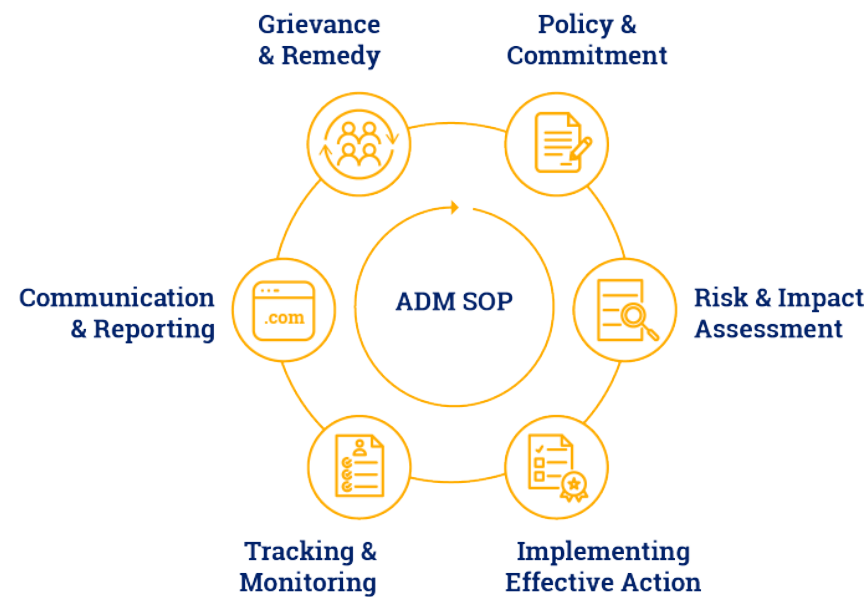 Grievance
& Remedy
Policy &
Commitment
ADM SOP
Communication
& Reporting
.com
Risk & Impact
Assessment
Tracking &
Monitoring
Implementing
Effective Action